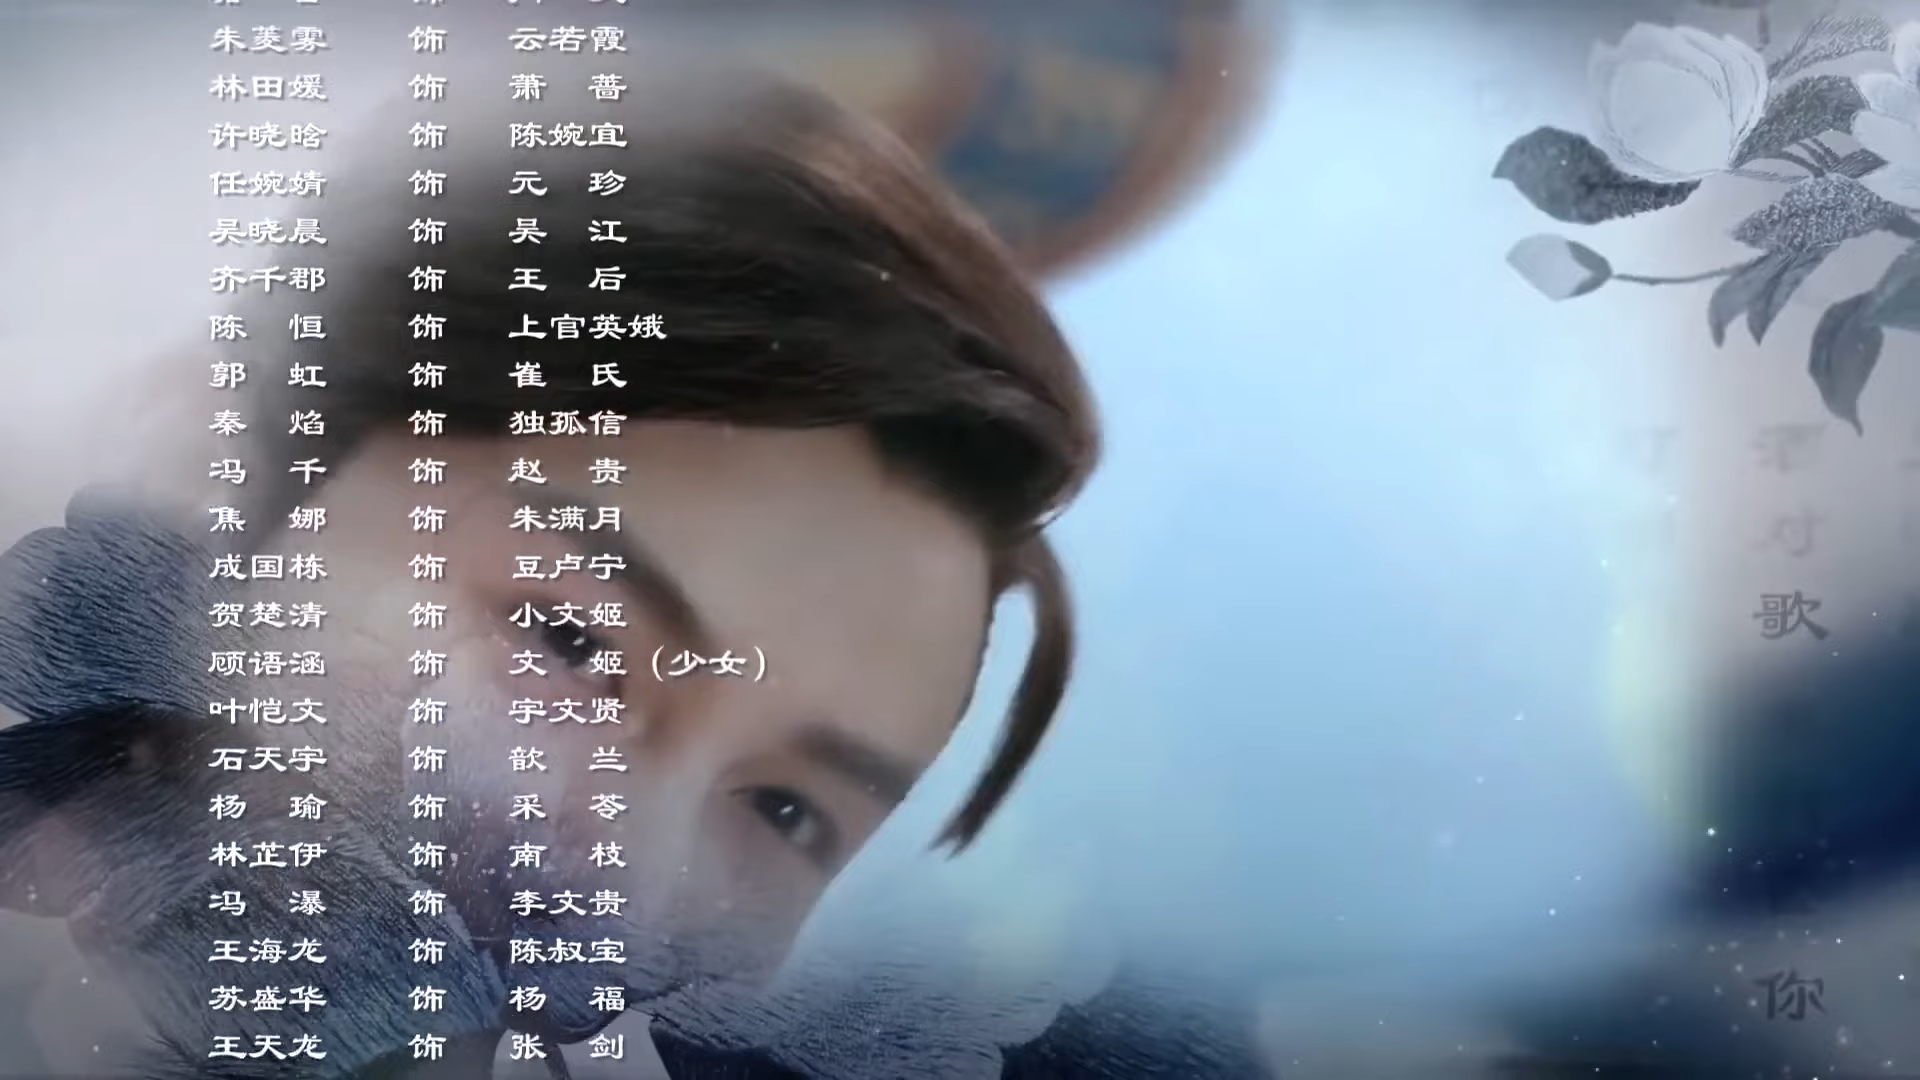 朱菱雾 饰 云若霞
林田媛 饰 萧蔷
许晓晗 饰 陈婉宜
任婉婧 饰 元珍
吴晓晨 饰 吴江
齐千郡 饰 王后
陈恒 饰 上官英娥
郭虹 饰 崔氏
秦焰 饰 独孤信
冯千 饰 赵贵
焦娜 饰 朱满月
成国栋 饰 豆卢宁
贺楚清 饰 小文姬
顾语涵 饰 文姬（少女）
叶恺文 饰 宇文贤
石天宇 饰 歆兰
杨瑜 饰 采苓
林芷伊 饰 南枝
冯瀑 饰 李文贵
王海龙 饰 陈叔宝
苏盛华 饰 杨福
王天龙 饰 张剑
对
歌
你